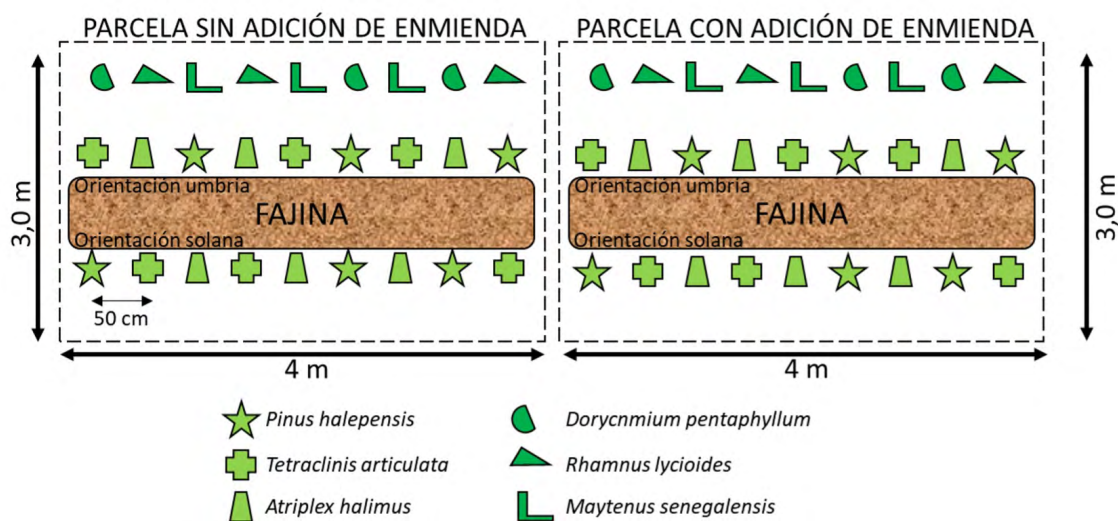 PARCELA SIN ADICIÓN DE ENMIENDA
PARCELA CON ADICIÓN DE ENMIENDA
3,0 m
Orientación umbría
FAJINA
Orientación solana
50 cm
4 m
Orientación umbría
FAJINA
Orientación solana
4 m
3,0 m
Pinus halepensis
Tetraclinis articulata
Atriplex halimus
Dorycnmium pentaphyllum
Rhamnus lycioides
Maytenus senegalensis